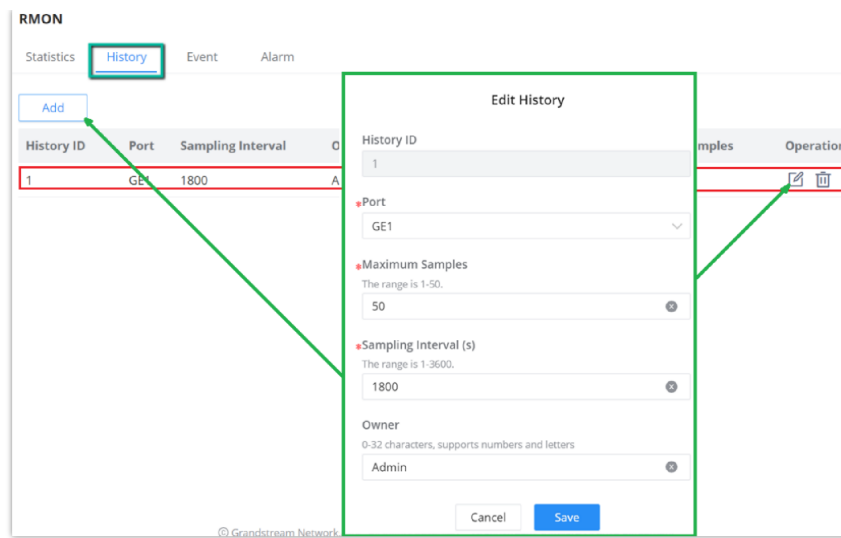 RMON
Statistics History Event Alarm
Add
History ID Port Sampling Interval O mples Operation
1 GE1 1800 A
Edit History
History ID
1
*Port
GE1
*Maximum Samples
The range is 1-50.
50
*Sampling Interval (s)
The range is 1-3600.
1800
Owner
0-32 characters, supports numbers and letters
Admin
Cancel Save
© Grandstream Network